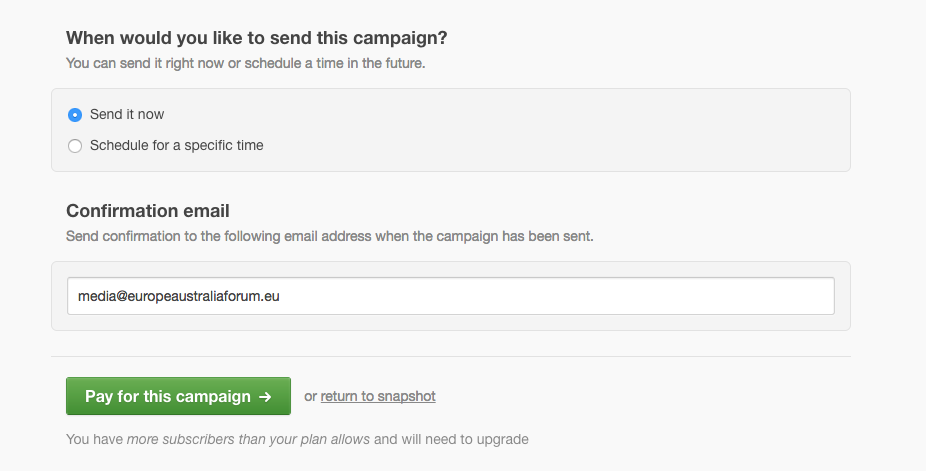 When would you like to send this campaign?
You can send it right now or schedule a time in the future.
Send it now
Schedule for a specific time
Confirmation email
Send confirmation to the following email address when the campaign has been sent.
media@europeaustraliaforum.eu
Pay for this campaign → or return to snapshot
You have more subscribers than your plan allows and will need to upgrade